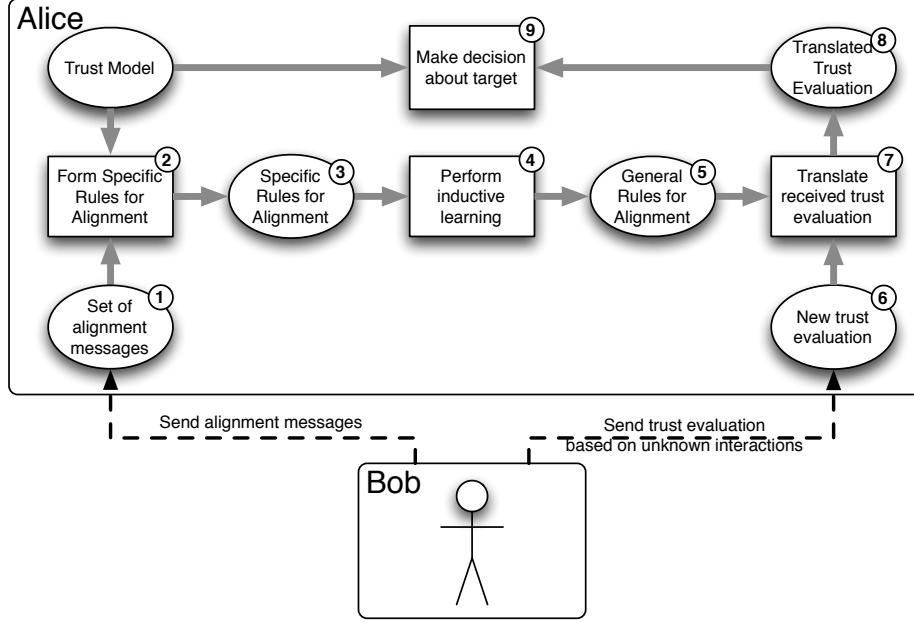 Alice
Trust Model
9
Make decision
about target
8
Translated
Trust
Evaluation
2
Form Specific
Rules for
Alignment
3
Specific
Rules for
Alignment
4
Perform
inductive
learning
5
General
Rules for
Alignment
7
Translate
received trust
evaluation
1
Set of
alignment
messages
6
New trust
evaluation
Send alignment messages
Send trust evaluation
based on unknown interactions
Bob